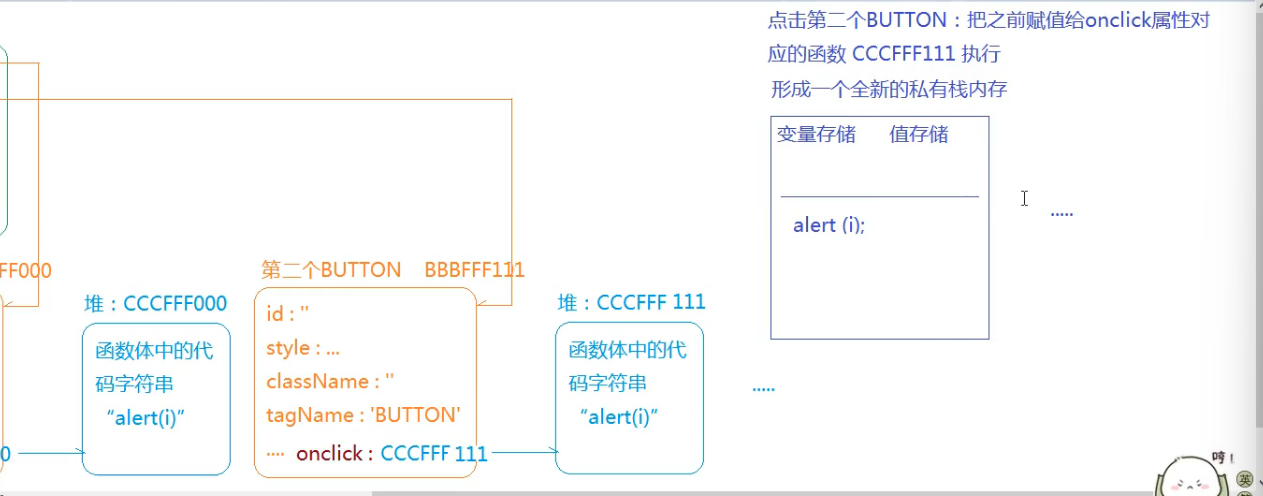 点击第二个BUTTON：把之前赋值给onclick属性对
应的函数 CCCFFF111 执行
形成一个全新的私有栈内存
变量存储 值存储
.....
alert (i);
FF000
第二个BUTTON BBBFFF111
堆：CCCFFF000
函数体中的代
码字符串
“alert(i)”
id : ''
style : ...
className : ''
tagName : 'BUTTON'
.... onclick : CCCFFF 111
堆：CCCFFF 111
函数体中的代
码字符串
“alert(i)”
.....
0
哼！
英